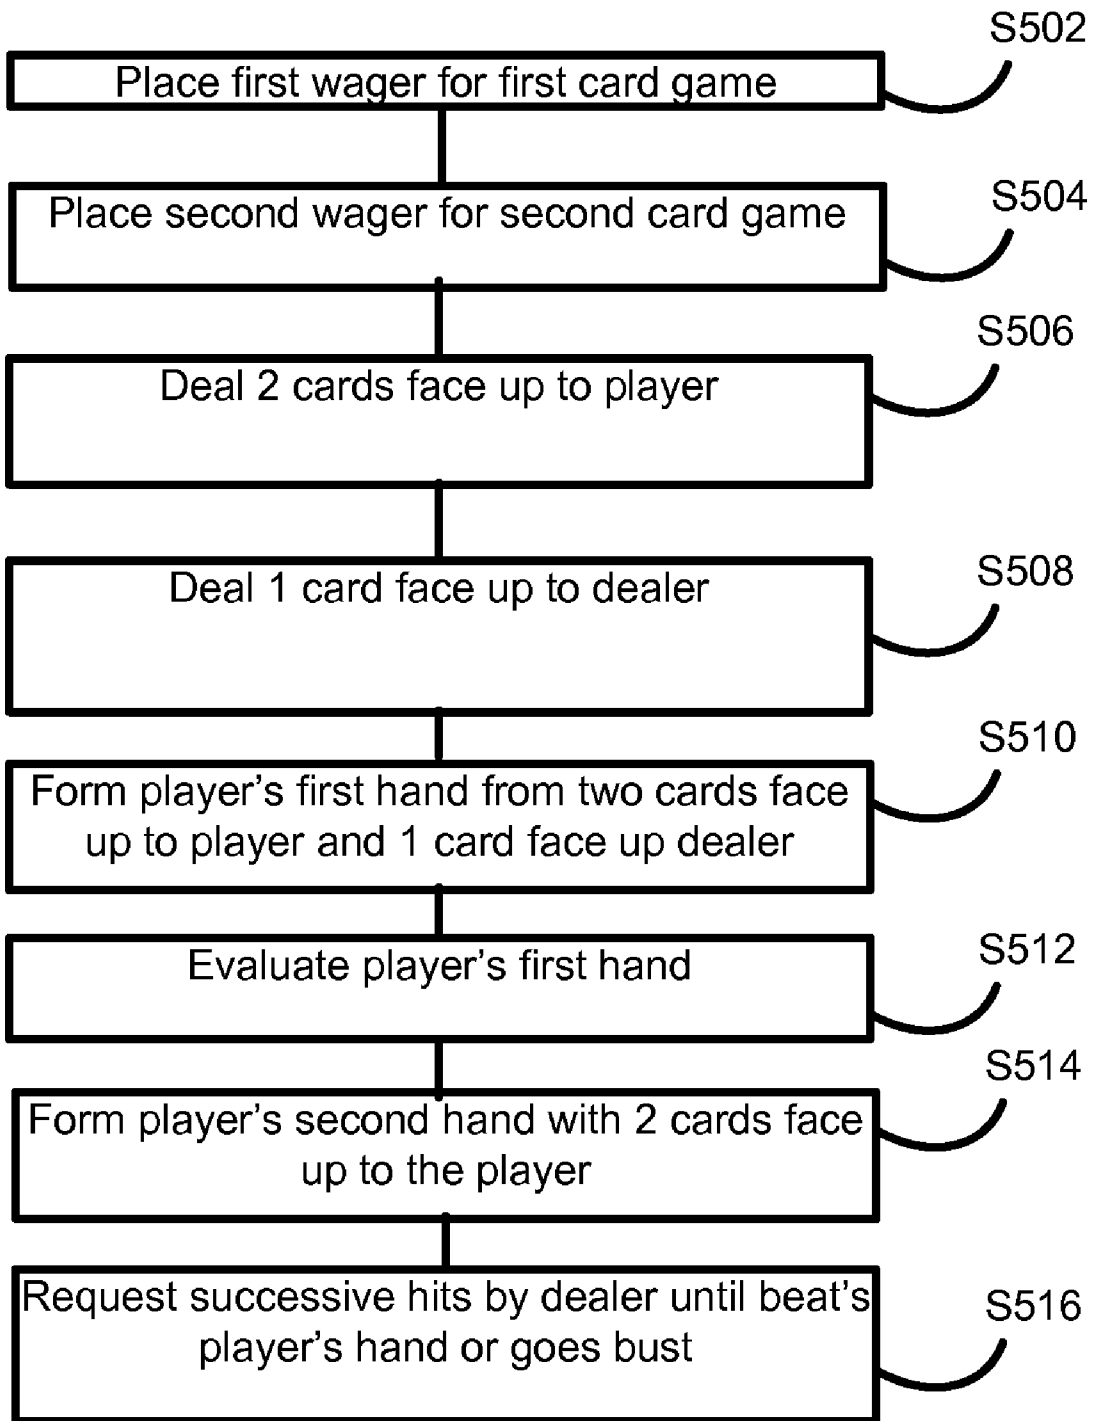 S502
Place first wager for first card game
S504
Place second wager for second card game
S506
Deal 2 cards face up to player
S508
Deal 1 card face up to dealer
S510
Form player’s first hand from two cards face
up to player and 1 card face up dealer
S512
Evaluate player’s first hand
S514
Form player’s second hand with 2 cards face
up to the player
S516
Request successive hits by dealer until beat’s
player’s hand or goes bust